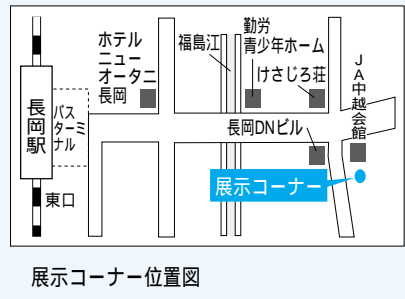 ホテル
ニュー
オータニ
長岡
福島江
勤労
青少年ホーム
けさじろ荘
JA中越会館
長岡駅
バス
ターミ
ナル
長岡DNビル
展示コーナー
東口
展示コーナー位置図